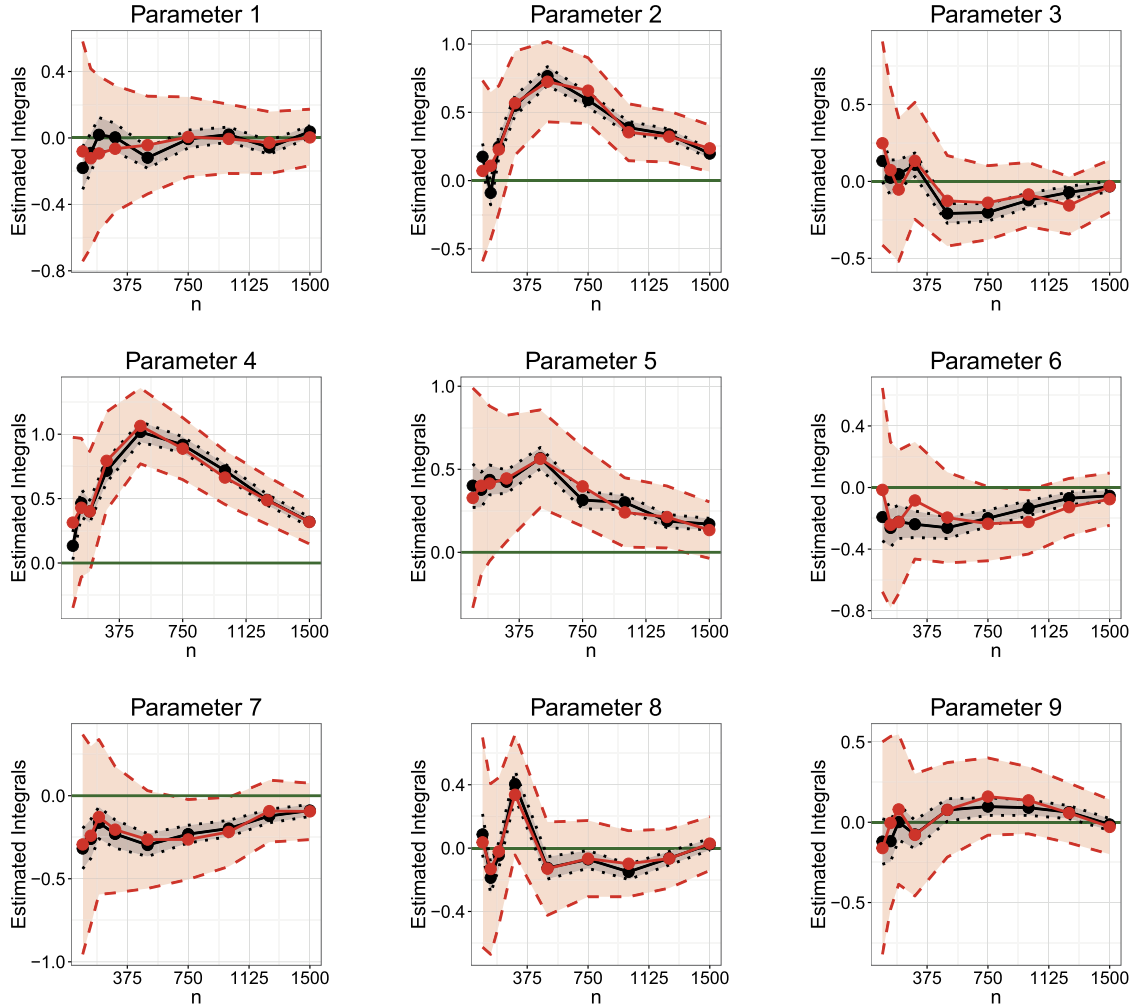 Parameter 1
Parameter 2
Parameter 3
Estimated Integrals
0.4
0.0
−0.4
−0.8
375 750 1125 1500
n
Estimated Integrals
1.0
0.5
0.0
−0.5
375 750 1125 1500
n
Estimated Integrals
0.5
0.0
−0.5
375 750 1125 1500
n
Parameter 4
Parameter 5
Parameter 6
Estimated Integrals
1.0
0.5
0.0
375 750 1125 1500
n
Estimated Integrals
1.0
0.5
0.0
375 750 1125 1500
n
Estimated Integrals
0.4
0.0
−0.4
−0.8
375 750 1125 1500
n
Parameter 7
Parameter 8
Parameter 9
Estimated Integrals
0.0
−0.5
−1.0
375 750 1125 1500
n
Estimated Integrals
0.4
0.0
−0.4
375 750 1125 1500
n
Estimated Integrals
0.5
0.0
−0.5
375 750 1125 1500
n